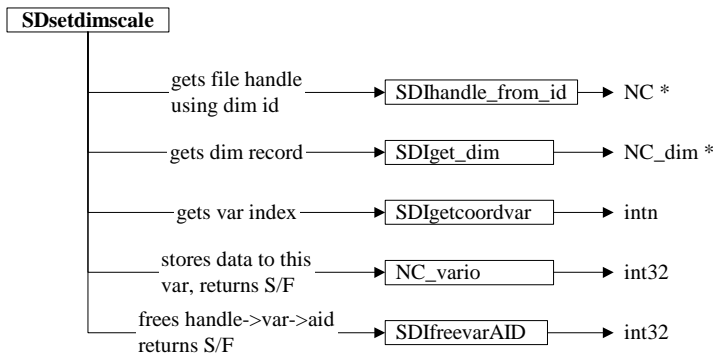 SDsetdimscale
gets file handle
using dim id
SDIhandle_from_id
NC *
gets dim record
SDIget_dim
NC_dim *
gets var index
SDIgetcoordvar
intn
stores data to this
var, returns S/F
NC_vario
int32
frees handle->var->aid
returns S/F
SDIfreevarAID
int32